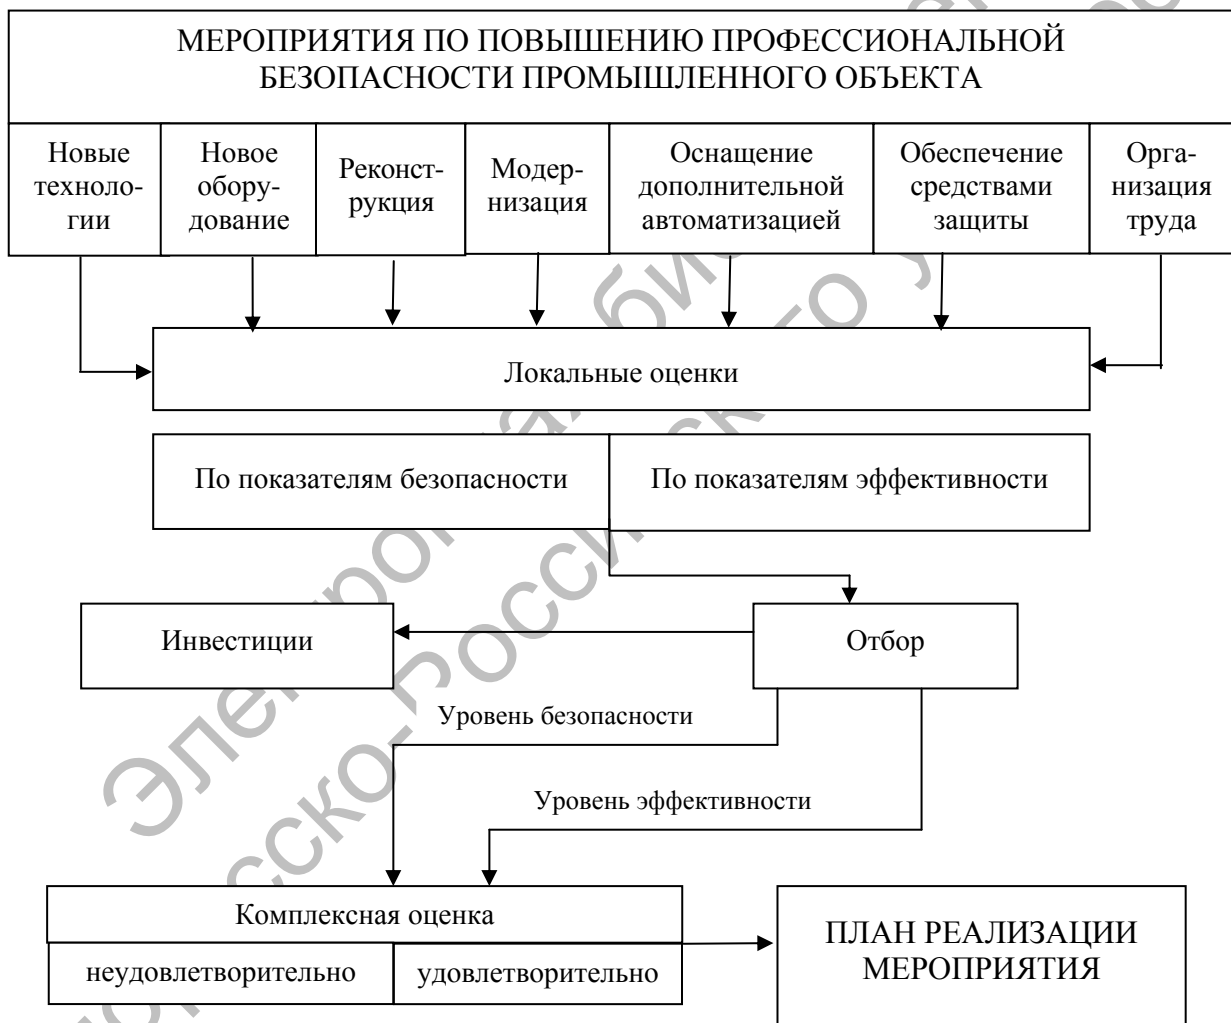 МЕРОПРИЯТИЯ ПО ПОВЫШЕНИЮ ПРОФЕССИОНАЛЬНОЙ
БЕЗОПАСНОСТИ ПРОМЫШЛЕННОГО ОБЪЕКТА
Новые
техноло-
гии
Новое
обору-
дование
Реконст-
рукция
Модер-
низация
Оснащение
дополнительной
автоматизацией
Обеспечение
средствами
защиты
Орга-
низация
труда
Локальные оценки
По показателям безопасности
По показателям эффективности
Инвестиции
Отбор
Уровень безопасности
Уровень эффективности
Комплексная оценка
неудовлетворительно
удовлетворительно
ПЛАН РЕАЛИЗАЦИИ
МЕРОПРИЯТИЯ